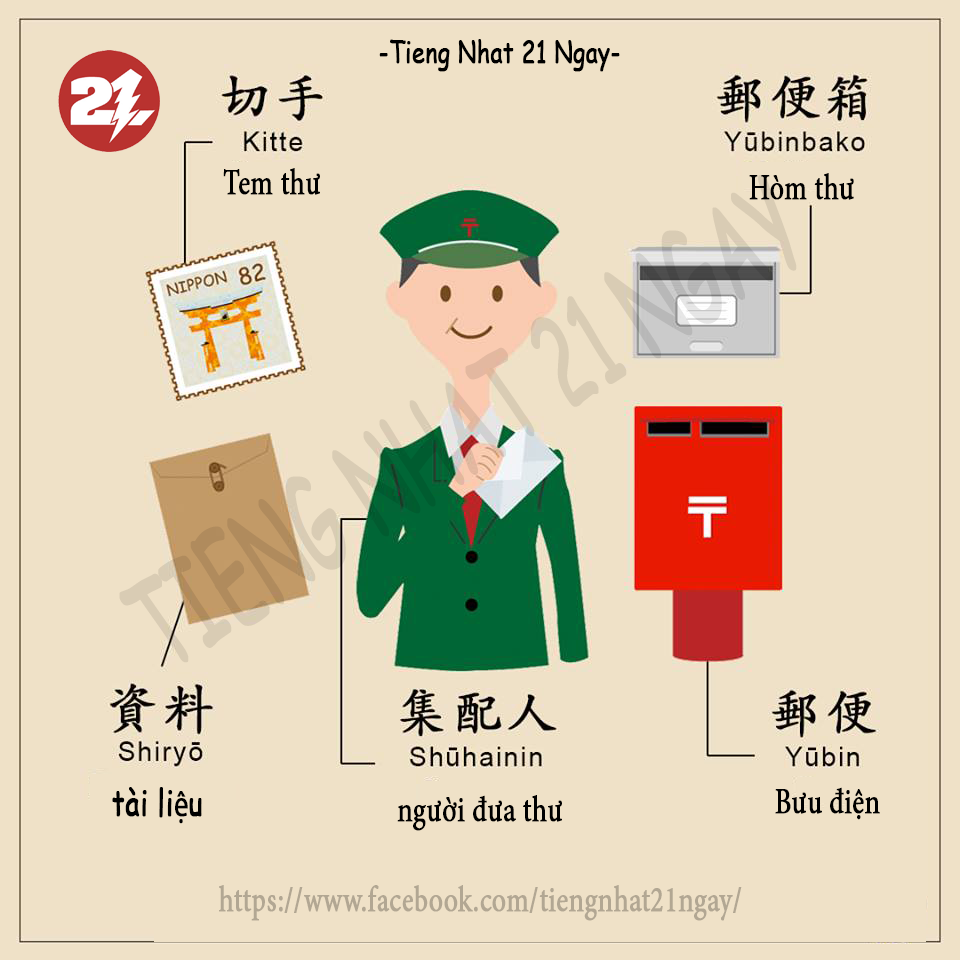 -Tieng Nhat 21 Ngay-
21
切手
Kitte
Tem thư
郵便箱
Yūbinbako
Hòm thư
NIPPON 82
〒
〒
TIENG NHAT 21 NGAY
資料
Shiryō
tài liệu
集配人
Shūhainin
người đưa thư
郵便
Yūbin
Bưu điện
https://www.facebook.com/tiengnhat21ngay/